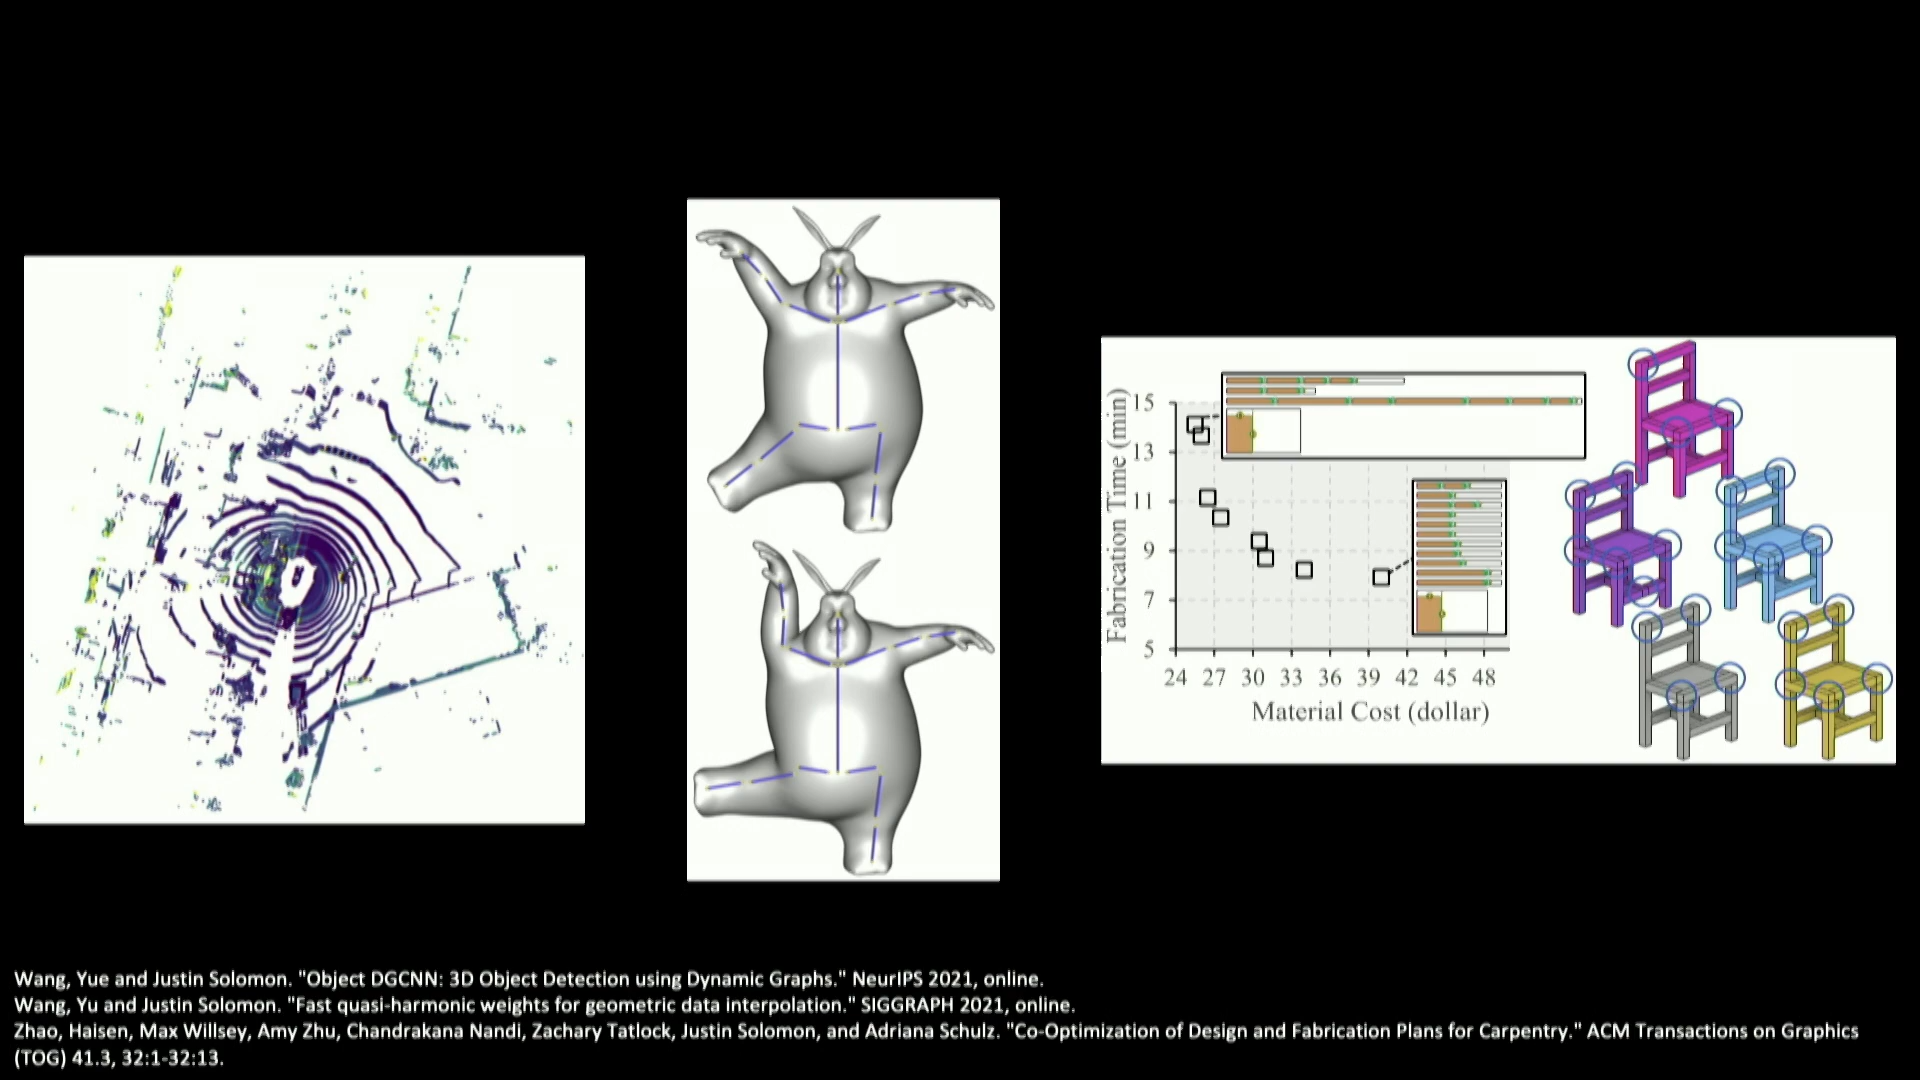 Fabrication Time (min)
15
13
11
9
7
5
24 27 30 33 36 39 42 45 48
Material Cost (dollar)
Wang, Yue and Justin Solomon. "Object DGCNN: 3D Object Detection using Dynamic Graphs." NeurIPS 2021, online.
Wang, Yu and Justin Solomon. "Fast quasi-harmonic weights for geometric data interpolation." SIGGRAPH 2021, online.
Zhao, Haisen, Max Willsey, Amy Zhu, Chandrakana Nandi, Zachary Tatlock, Justin Solomon, and Adriana Schulz. "Co-Optimization of Design and Fabrication Plans for Carpentry." ACM Transactions on Graphics
(TOG) 41.3, 32:1-32:13.